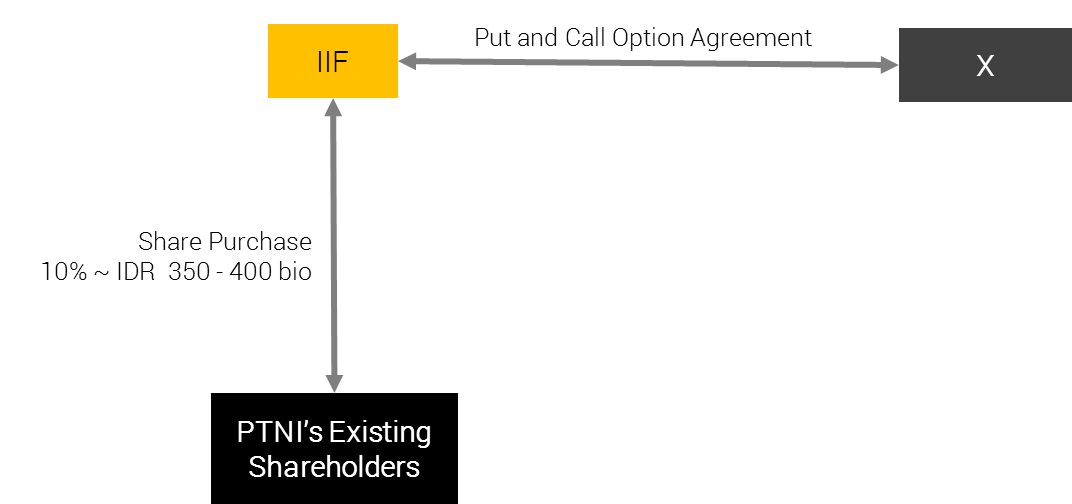 Put and Call Option Agreement
IIF
X
Share Purchase
10% ~ IDR  350 - 400 bio
PTNI's Existing
Shareholders